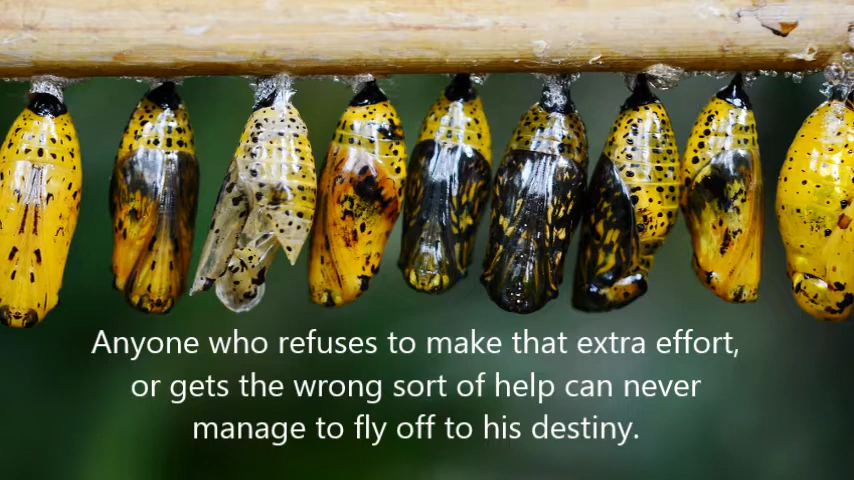 Anyone who refuses to make that extra effort,
or gets the wrong sort of help can never
manage to fly off to his destiny.